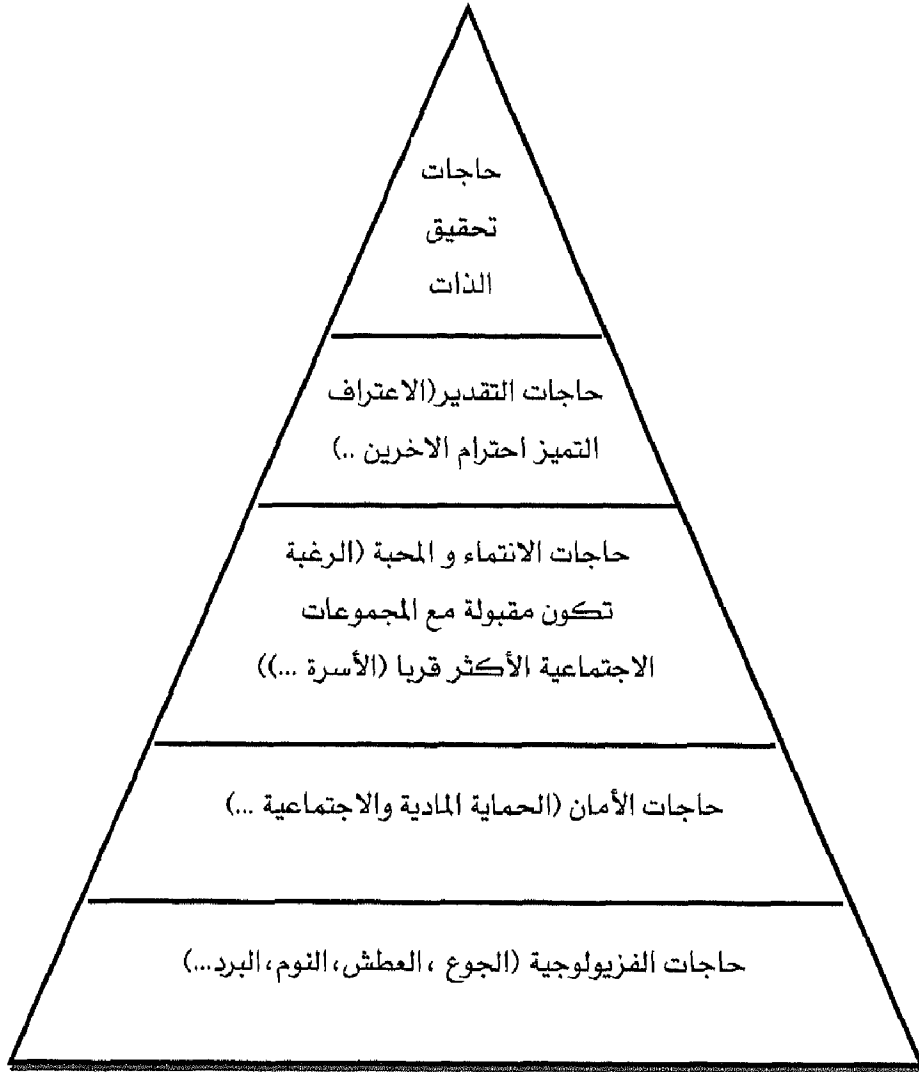 حاجات
تحقيق
الذات
حاجات التقدير(الاعتراف
التميز احترام الاخرين ..)
حاجات الانتماء و المحبة (الرغبة
تكون مقبولة مع المجموعات
الاجتماعية الأكثر قربا (الأسرة ...))
حاجات الأمان (الحماية المادية والاجتماعية ...)
حاجات الفزيولوجية (الجوع ، العطش، النوم، البرد...)